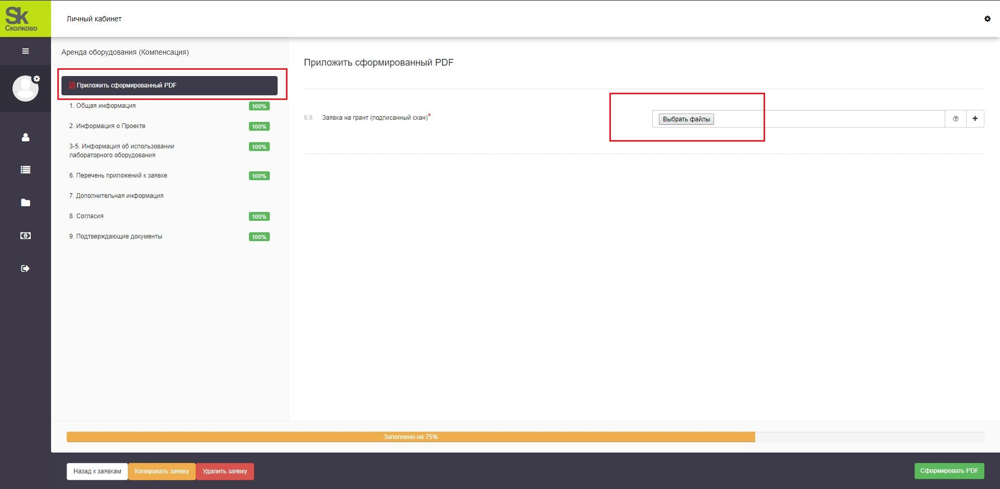 Sk
Сколково
Личный кабинет
Аренда оборудования (Компенсация)
Приложить сформированный PDF
1. Общая информация 100%
2. Информация о Проекте 100%
3-5. Информация об использовании
лабораторного оборудования 100%
6. Перечень приложений к заявке 100%
7. Дополнительная информация
8. Согласия 100%
9. Подтверждающие документы 100%
Приложить сформированный PDF
6.6 Заявка на грант (подписанный скан)*
Выбрать файлы
Заполнено на 75%
Назад к заявкам Копировать заявку Удалить заявку
Сформировать PDF